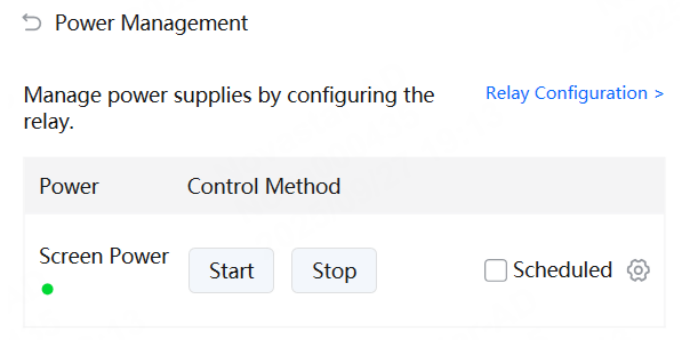 Power Management
Manage power supplies by configuring the
relay.
Relay Configuration >
Power Control Method
Screen Power
Start Stop Scheduled